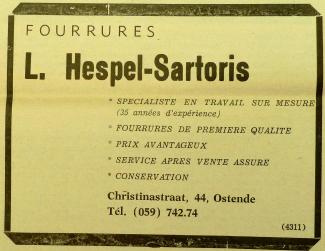 FOURRURES
L. Hespel-Sartoris
* SPECIALISTE EN TRAVAIL SUR MESURE
(35 années d'expérience)
* FOURRURES DE PREMIERE QUALITE
* PRIX AVANTAGEUX
* SERVICE APRES VENTE ASSURE
* CONSERVATION
Christinastraat, 44, Ostende
Tél. (059) 742.74
(4311)